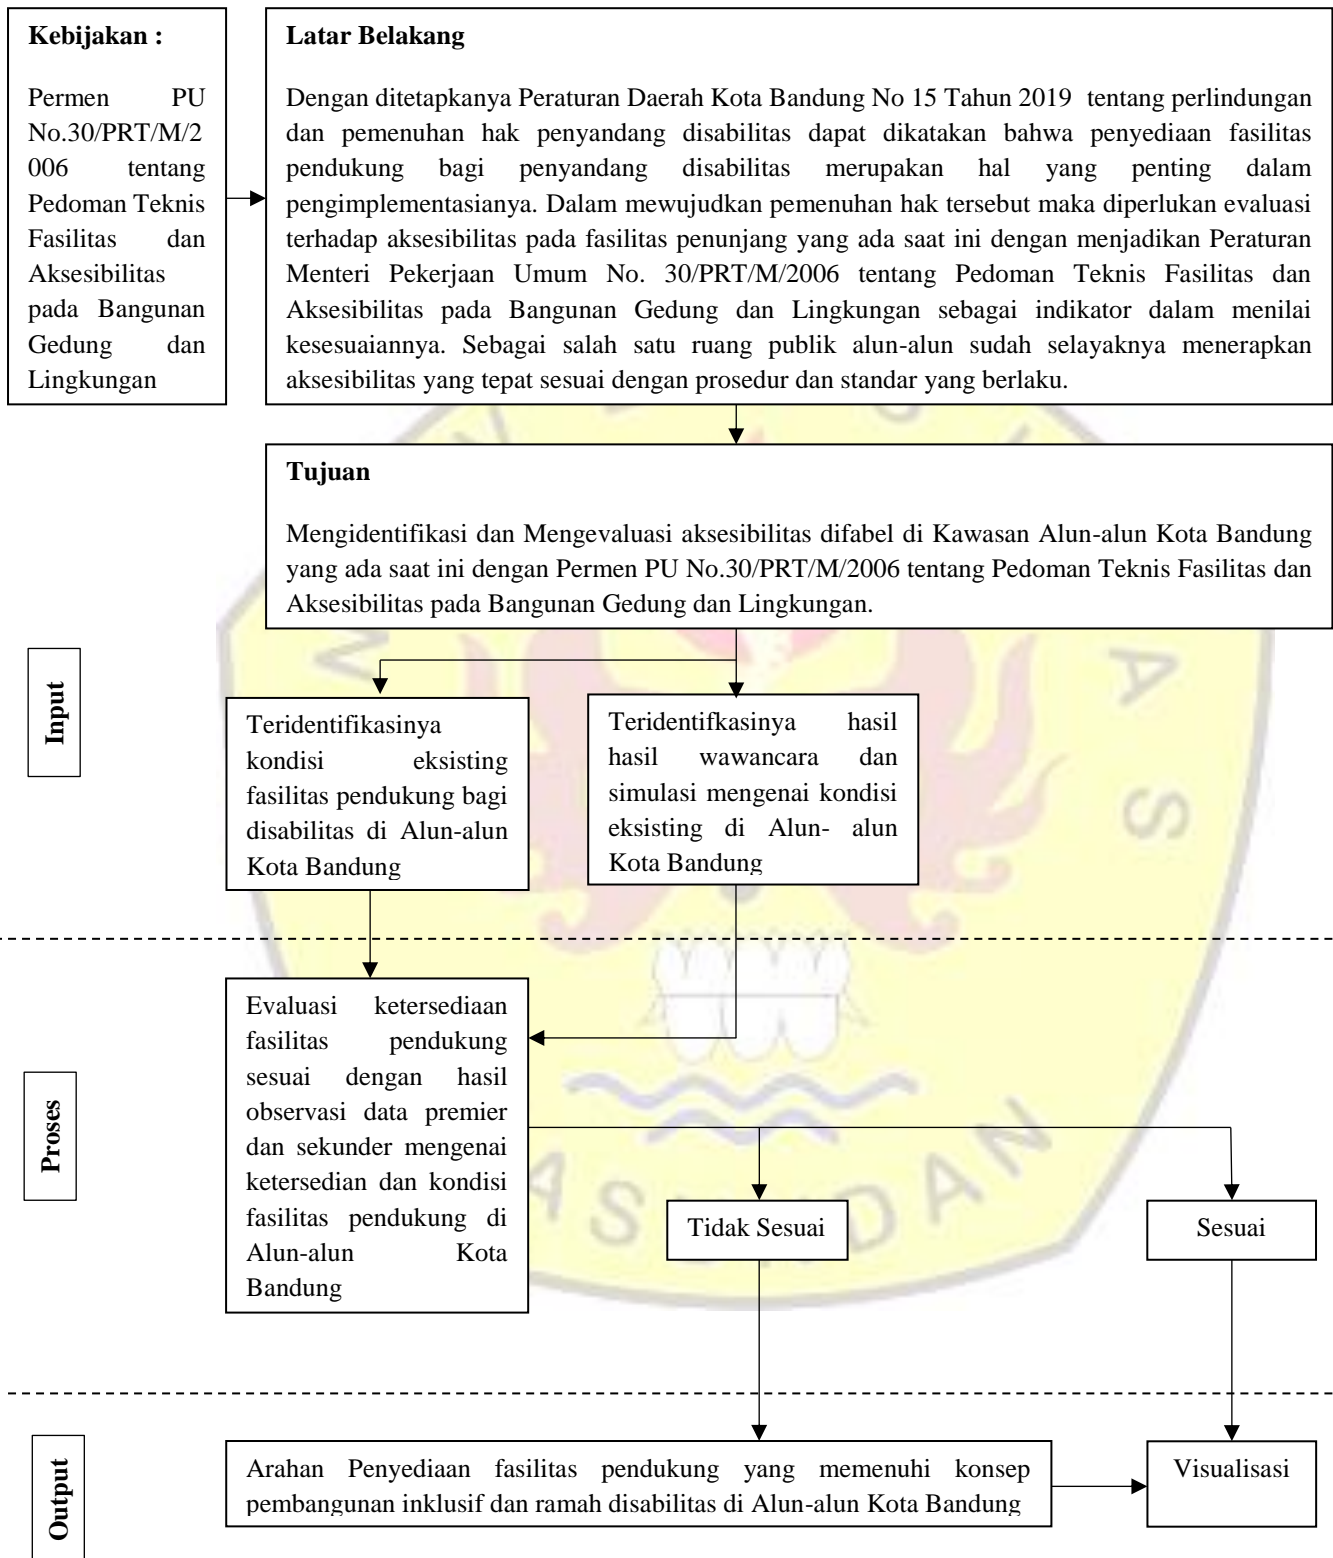 Kebijakan :
Permen PU
No.30/PRT/M/2
006 tentang
Pedoman Teknis
Fasilitas dan
Aksesibilitas
pada Bangunan
Gedung dan
Lingkungan
Latar Belakang
Dengan ditetapkanya Peraturan Daerah Kota Bandung No 15 Tahun 2019 tentang perlindungan
dan pemenuhan hak penyandang disabilitas dapat dikatakan bahwa penyediaan fasilitas
pendukung bagi penyandang disabilitas merupakan hal yang penting dalam
pengimplementasianya. Dalam mewujudkan pemenuhan hak tersebut maka diperlukan evaluasi
terhadap aksesibilitas pada fasilitas penunjang yang ada saat ini dengan menjadikan Peraturan
Menteri Pekerjaan Umum No. 30/PRT/M/2006 tentang Pedoman Teknis Fasilitas dan
Aksesibilitas pada Bangunan Gedung dan Lingkungan sebagai indikator dalam menilai
kesesuaiannya. Sebagai salah satu ruang publik alun-alun sudah selayaknya menerapkan
aksesibilitas yang tepat sesuai dengan prosedur dan standar yang berlaku.
Tujuan
Mengidentifikasi dan Mengevaluasi aksesibilitas difabel di Kawasan Alun-alun Kota Bandung
yang ada saat ini dengan Permen PU No.30/PRT/M/2006 tentang Pedoman Teknis Fasilitas dan
Aksesibilitas pada Bangunan Gedung dan Lingkungan.
Input
Teridentifikasinya
kondisi eksisting
fasilitas pendukung bagi
disabilitas di Alun-alun
Kota Bandung
Teridentifkasinya hasil
hasil wawancara dan
simulasi mengenai kondisi
eksisting di Alun- alun
Kota Bandung
Proses
Evaluasi ketersediaan
fasilitas pendukung
sesuai dengan hasil
observasi data premier
dan sekunder mengenai
ketersedian dan kondisi
fasilitas pendukung di
Alun-alun Kota
Bandung
Tidak Sesuai
Sesuai
Output
Arahan Penyediaan fasilitas pendukung yang memenuhi konsep
pembangunan inklusif dan ramah disabilitas di Alun-alun Kota Bandung
Visualisasi